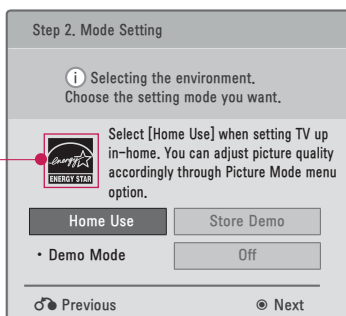 Step 2. Mode Setting
i Selecting the environment.
Choose the setting mode you want.
energy
ENERGY STAR
Select [Home Use] when setting TV up
in-home. You can adjust picture quality
accordingly through Picture Mode menu
option.
Home Use Store Demo
• Demo Mode Off
Previous ◉ Next